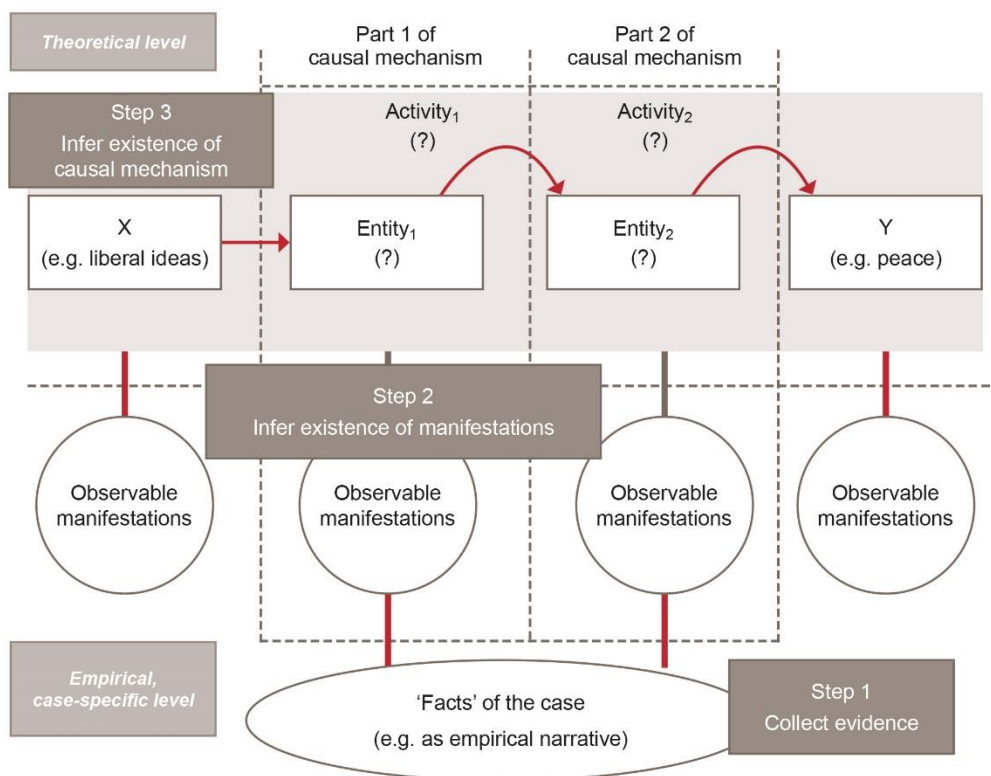 Theoretical level
Part 1 of
causal mechanism
Part 2 of
causal mechanism
Step 3
Infer existence of
causal mechanism
Activity₁
(?)
Activity₂
(?)
X
(e.g. liberal ideas)
Entity₁
(?)
Entity₂
(?)
Y
(e.g. peace)
Step 2
Infer existence of manifestations
Observable
manifestations
Observable
manifestations
Observable
manifestations
Observable
manifestations
Empirical,
case-specific level
‘Facts’ of the case
(e.g. as empirical narrative)
Step 1
Collect evidence